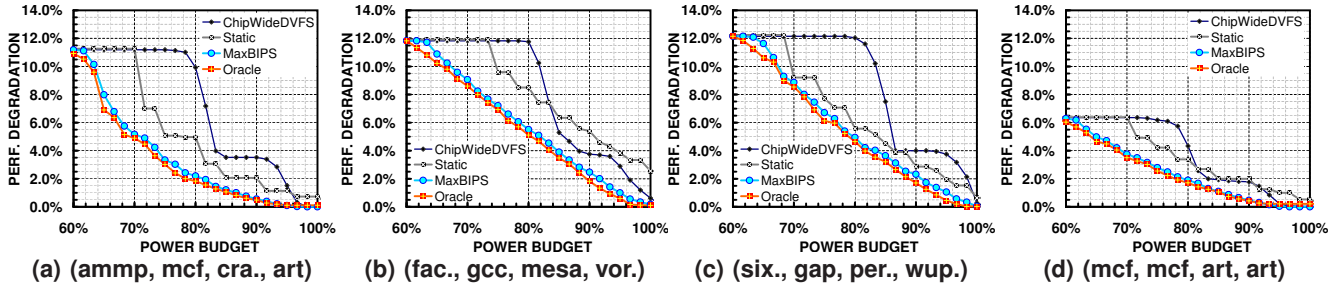 14.0%
12.0%
10.0%
8.0%
6.0%
4.0%
2.0%
0.0%
PERF. DEGRADATION
60% 70% 80% 90% 100%
POWER BUDGET
ChipWideDVFS
Static
MaxBIPS
Oracle
(a) (ammp, mcf, cra., art)
14.0%
12.0%
10.0%
8.0%
6.0%
4.0%
2.0%
0.0%
PERF. DEGRADATION
60% 70% 80% 90% 100%
POWER BUDGET
ChipWideDVFS
Static
MaxBIPS
Oracle
(b) (fac., gcc, mesa, vor.)
14.0%
12.0%
10.0%
8.0%
6.0%
4.0%
2.0%
0.0%
PERF. DEGRADATION
60% 70% 80% 90% 100%
POWER BUDGET
ChipWideDVFS
Static
MaxBIPS
Oracle
(c) (six., gap, per., wup.)
14.0%
12.0%
10.0%
8.0%
6.0%
4.0%
2.0%
0.0%
PERF. DEGRADATION
60% 70% 80% 90% 100%
POWER BUDGET
ChipWideDVFS
Static
MaxBIPS
Oracle
(d) (mcf, mcf, art, art)